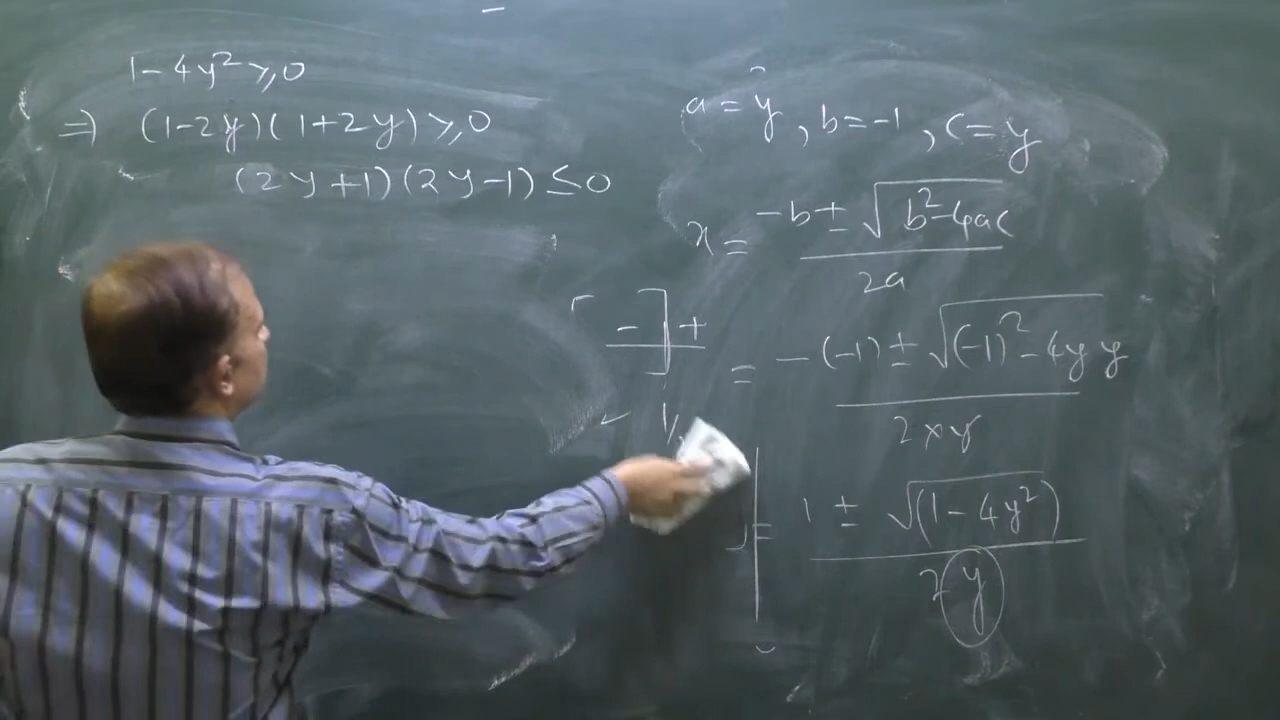 1-4y²≥0
⇒ (1-2y)(1+2y)≥0
(2y+1)(2y-1)≤0
a=y, b=-1, c=y
x = (-b±√(b²-4ac))/2a
- +
= (-(-1)±√((-1)²-4y y))/(2×y)
= (1±√(1-4y²))/2y